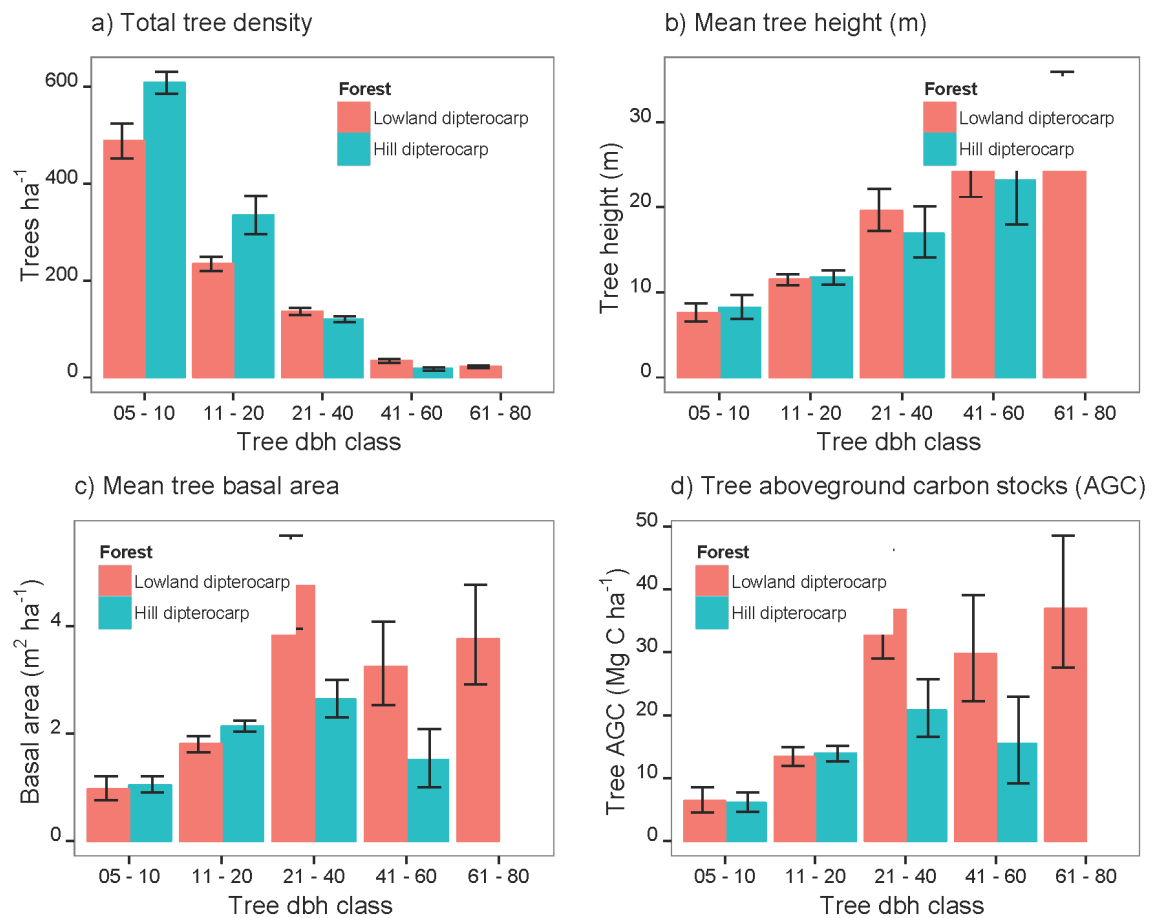 a) Total tree density
Trees ha⁻¹
600
400
200
0
Forest
Lowland dipterocarp
Hill dipterocarp
05 - 10 11 - 20 21 - 40 41 - 60 61 - 80
Tree dbh class
b) Mean tree height (m)
Tree height (m)
30
20
10
0
Forest
Lowland dipterocarp
Hill dipterocarp
05 - 10 11 - 20 21 - 40 41 - 60 61 - 80
Tree dbh class
c) Mean tree basal area
Basal area (m² ha⁻¹)
4
2
0
Forest
Lowland dipterocarp
Hill dipterocarp
05 - 10 11 - 20 21 - 40 41 - 60 61 - 80
Tree dbh class
d) Tree aboveground carbon stocks (AGC)
Tree AGC (Mg C ha⁻¹)
50
40
30
20
10
0
Forest
Lowland dipterocarp
Hill dipterocarp
05 - 10 11 - 20 21 - 40 41 - 60 61 - 80
Tree dbh class